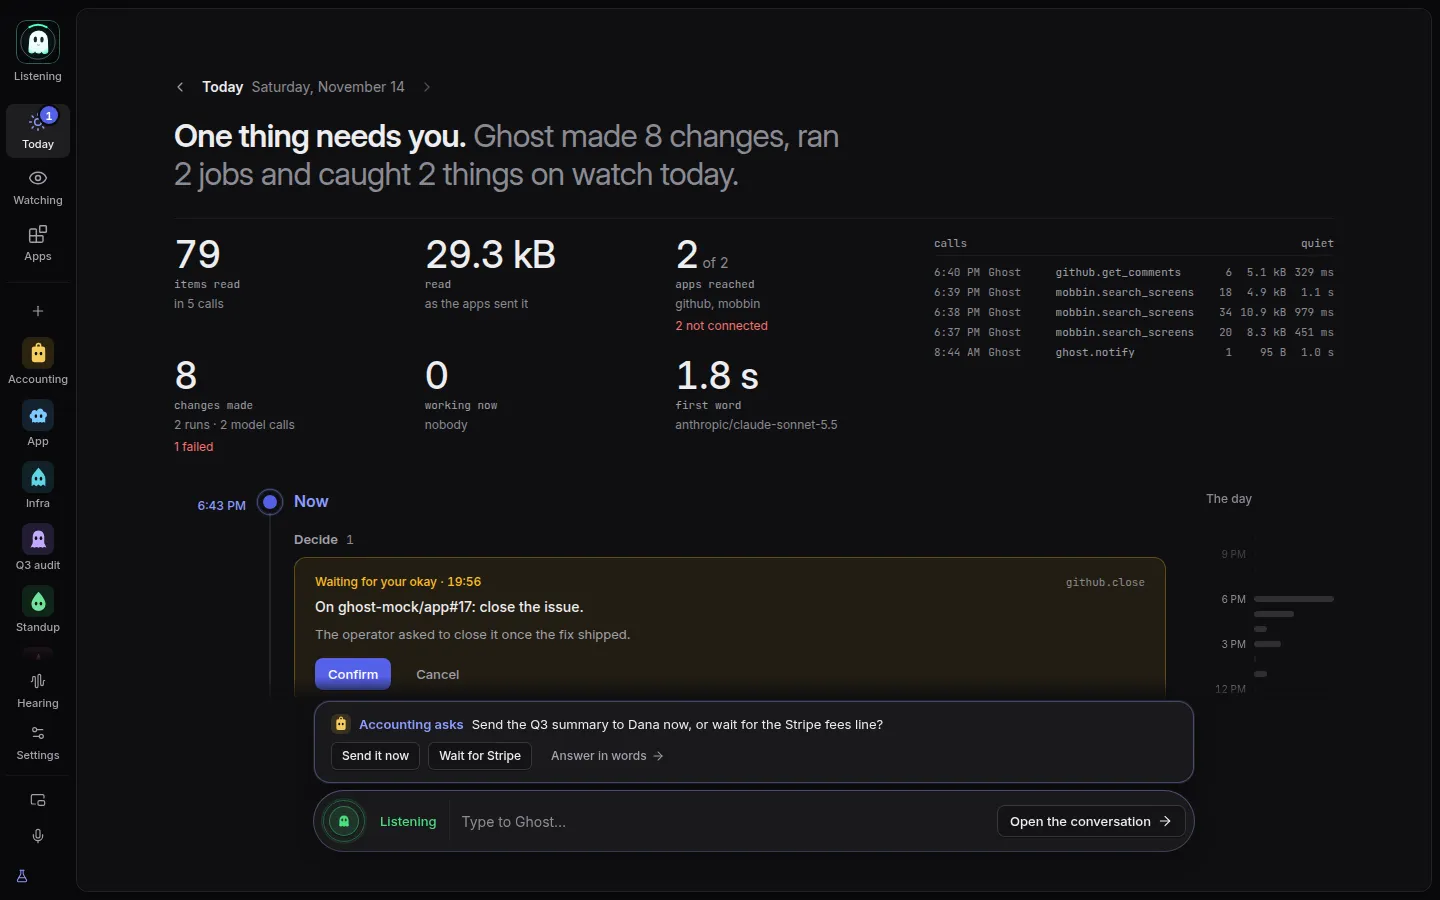 Listening
1
Today
Watching
Apps
Accounting
App
Infra
Q3 audit
Standup
Hearing
Settings
Today Saturday, November 14
One thing needs you. Ghost made 8 changes, ran
2 jobs and caught 2 things on watch today.
79
items read
in 5 calls
29.3 kB
read
as the apps sent it
2 of 2
apps reached
github, mobbin
2 not connected
8
changes made
2 runs · 2 model calls
1 failed
0
working now
nobody
1.8 s
first word
anthropic/claude-sonnet-5.5
calls quiet
6:40 PM Ghost github.get_comments 6 5.1 kB 329 ms
6:39 PM Ghost mobbin.search_screens 18 4.9 kB 1.1 s
6:38 PM Ghost mobbin.search_screens 34 10.9 kB 979 ms
6:37 PM Ghost mobbin.search_screens 20 8.3 kB 451 ms
8:44 AM Ghost ghost.notify 1 95 B 1.0 s
6:43 PM Now
Decide 1
Waiting for your okay · 19:56 github.close
On ghost-mock/app#17: close the issue.
The operator asked to close it once the fix shipped.
Confirm Cancel
The day
9 PM
6 PM
3 PM
12 PM
Accounting asks Send the Q3 summary to Dana now, or wait for the Stripe fees line?
Send it now Wait for Stripe Answer in words →
Listening Type to Ghost... Open the conversation →